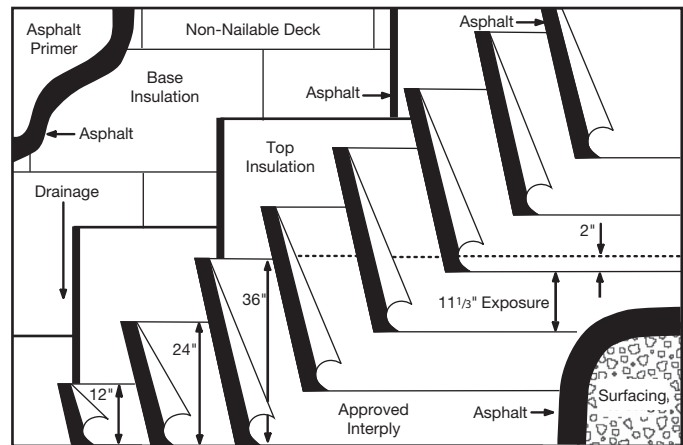 Asphalt
Primer
Non-Nailable Deck
Asphalt
Base
Insulation
Asphalt
Asphalt
Top
Insulation
Drainage
2"
36"
11 1/3" Exposure
24"
12"
Approved
Interply
Asphalt
Surfacing